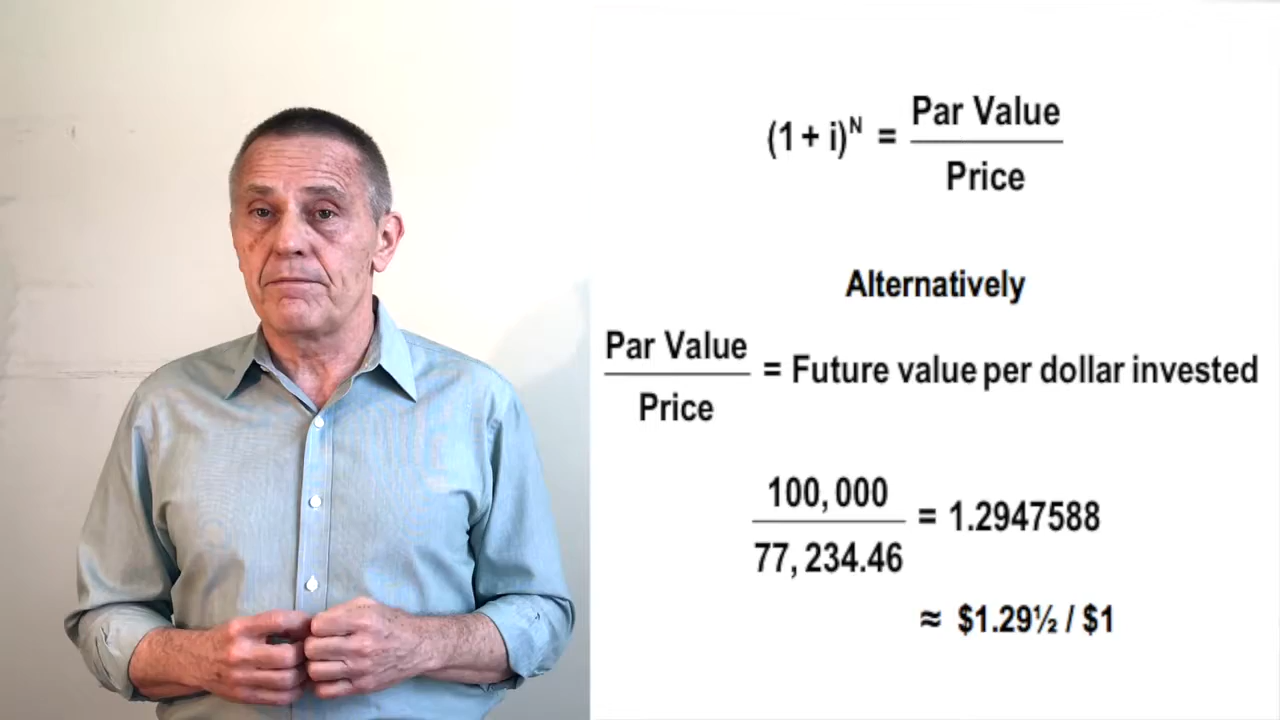 (1 + i)ᴺ = Par Value / Price
Alternatively
Par Value / Price = Future value per dollar invested
100,000 / 77,234.46 = 1.2947588
≈ $1.29½ / $1